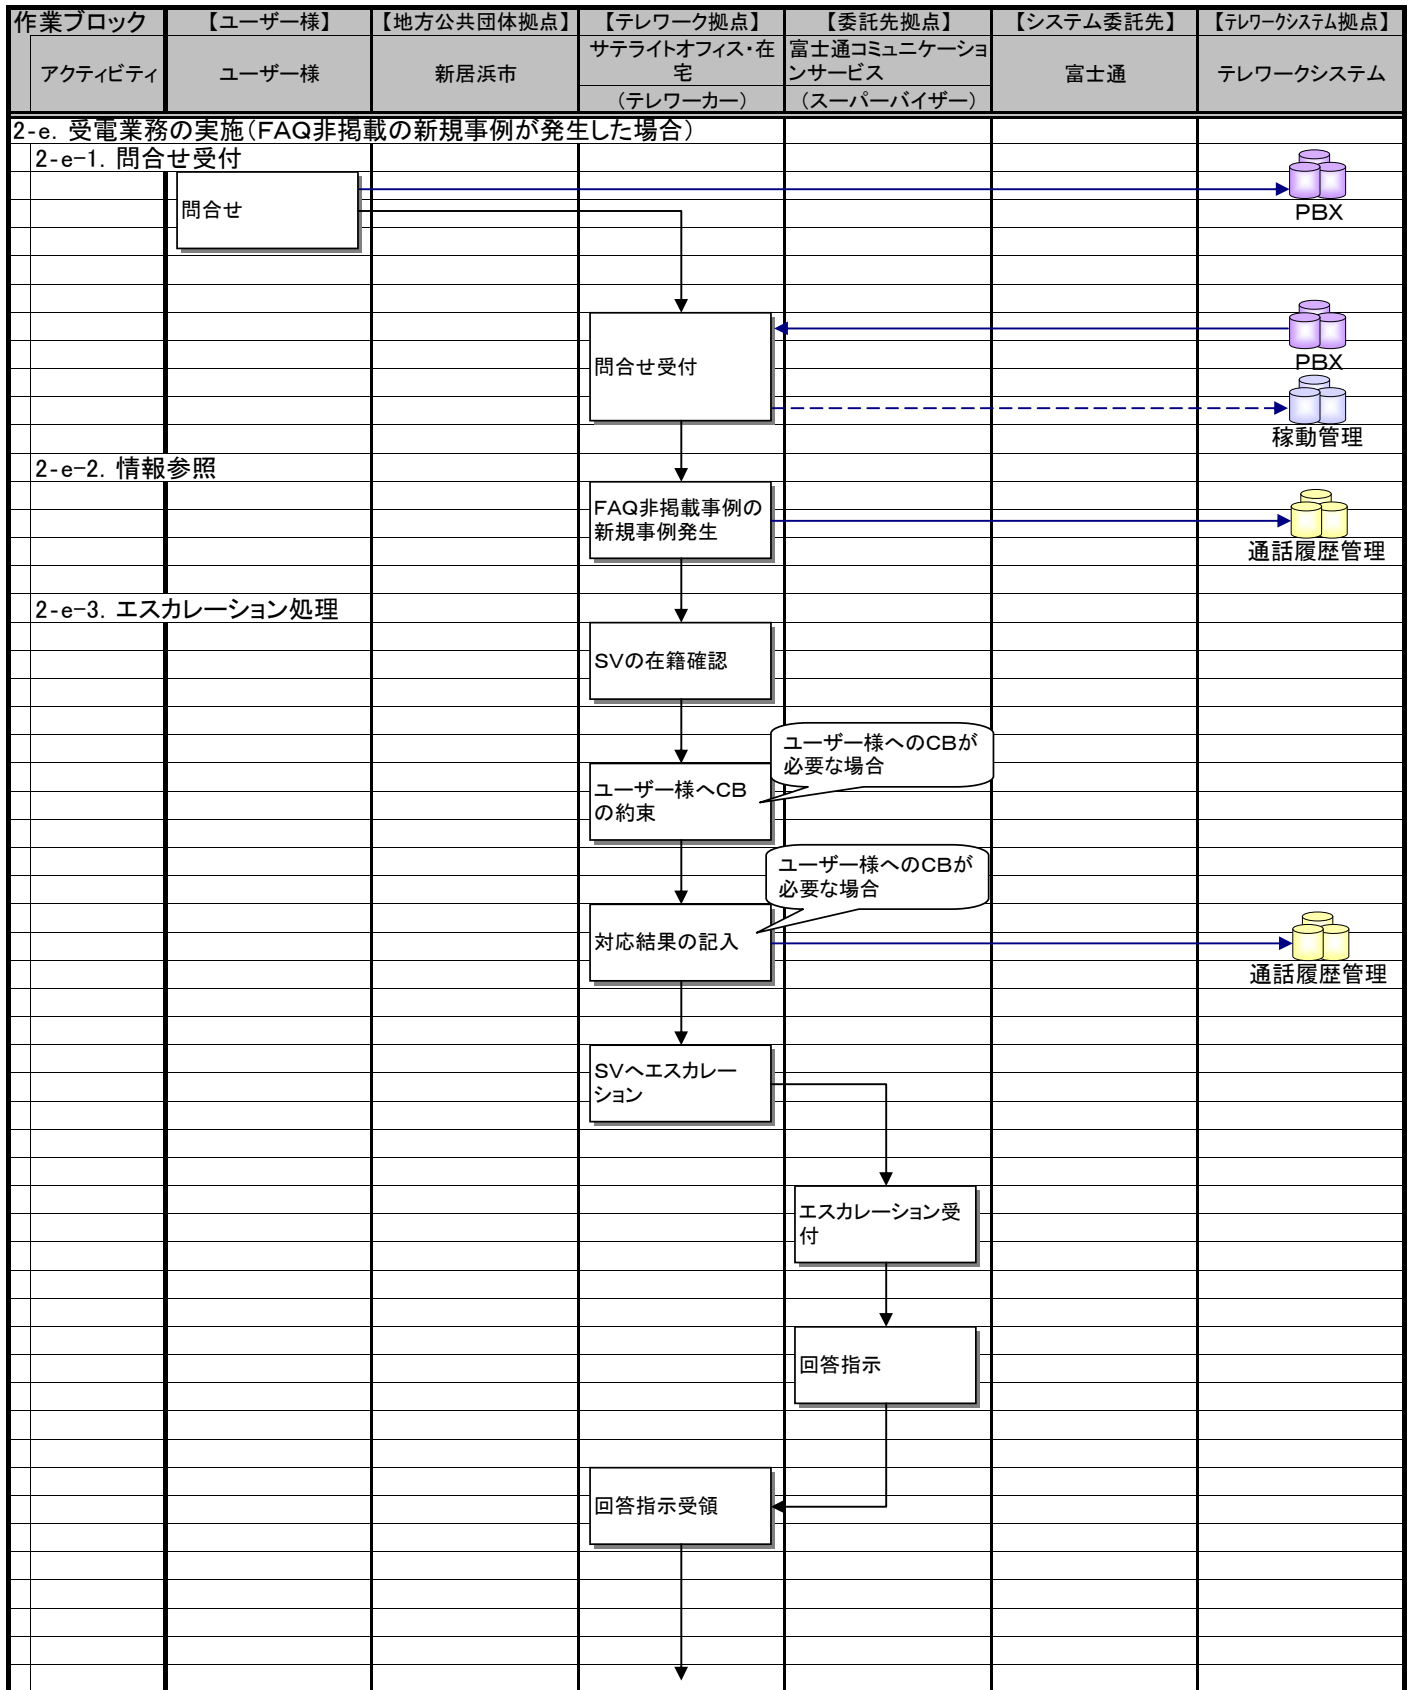 作業ブロック
【ユーザー様】
【地方公共団体拠点】
【テレワーク拠点】
【委託先拠点】
【システム委託先】
【テレワークシステム拠点】
アクティビティ
ユーザー様
新居浜市
サテライトオフィス・在
宅
(テレワーカー)
富士通コミュニケーショ
ンサービス
(スーパーバイザー)
富士通
テレワークシステム
2-e. 受電業務の実施(FAQ非掲載の新規事例が発生した場合)
2-e-1. 問合せ受付
問合せ
PBX
問合せ受付
PBX
稼動管理
2-e-2. 情報参照
FAQ非掲載事例の
新規事例発生
通話履歴管理
2-e-3. エスカレーション処理
SVの在籍確認
ユーザー様へのCBが
必要な場合
ユーザー様へCB
の約束
ユーザー様へのCBが
必要な場合
対応結果の記入
通話履歴管理
SVへエスカレー
ション
エスカレーション受
付
回答指示
回答指示受領